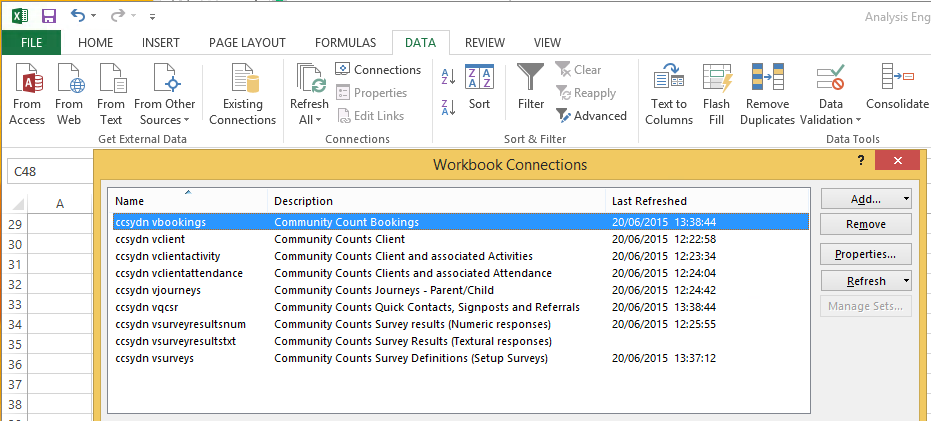 Analysis Eng
FILE HOME INSERT PAGE LAYOUT FORMULAS DATA REVIEW VIEW
From Access
From Web
From Text
From Other Sources
Get External Data
Existing Connections
Refresh All
Connections
Properties
Edit Links
Connections
A Z
Z A
Z A A Z
Sort
Filter
Clear
Reapply
Advanced
Sort & Filter
Text to Columns
Flash Fill
Remove Duplicates
Data Validation
Consolidate
Data Tools
C48
A
29
30
31
32
33
34
35
36
37
38
Workbook Connections ? x
Name Description Last Refreshed
ccsydn vbookings Community Count Bookings 20/06/2015 13:38:44
ccsydn vclient Community Counts Client 20/06/2015 12:22:58
ccsydn vclientactivity Community Counts Client and associated Activities 20/06/2015 12:23:34
ccsydn vclientattendance Community Counts Clients and associated Attendance 20/06/2015 12:24:04
ccsydn vjourneys Community Counts Journeys - Parent/Child 20/06/2015 12:24:42
ccsydn vqcsr Community Counts Quick Contacts, Signposts and Referrals 20/06/2015 13:38:44
ccsydn vsurveyresultsnum Community Counts Survey results (Numeric responses) 20/06/2015 12:25:55
ccsydn vsurveyresultstxt Community Counts Survey Results (Textural responses)
ccsydn vsurveys Community Counts Survey Definitions (Setup Surveys) 20/06/2015 13:37:12
Add...
Remove
Properties...
Refresh
Manage Sets...